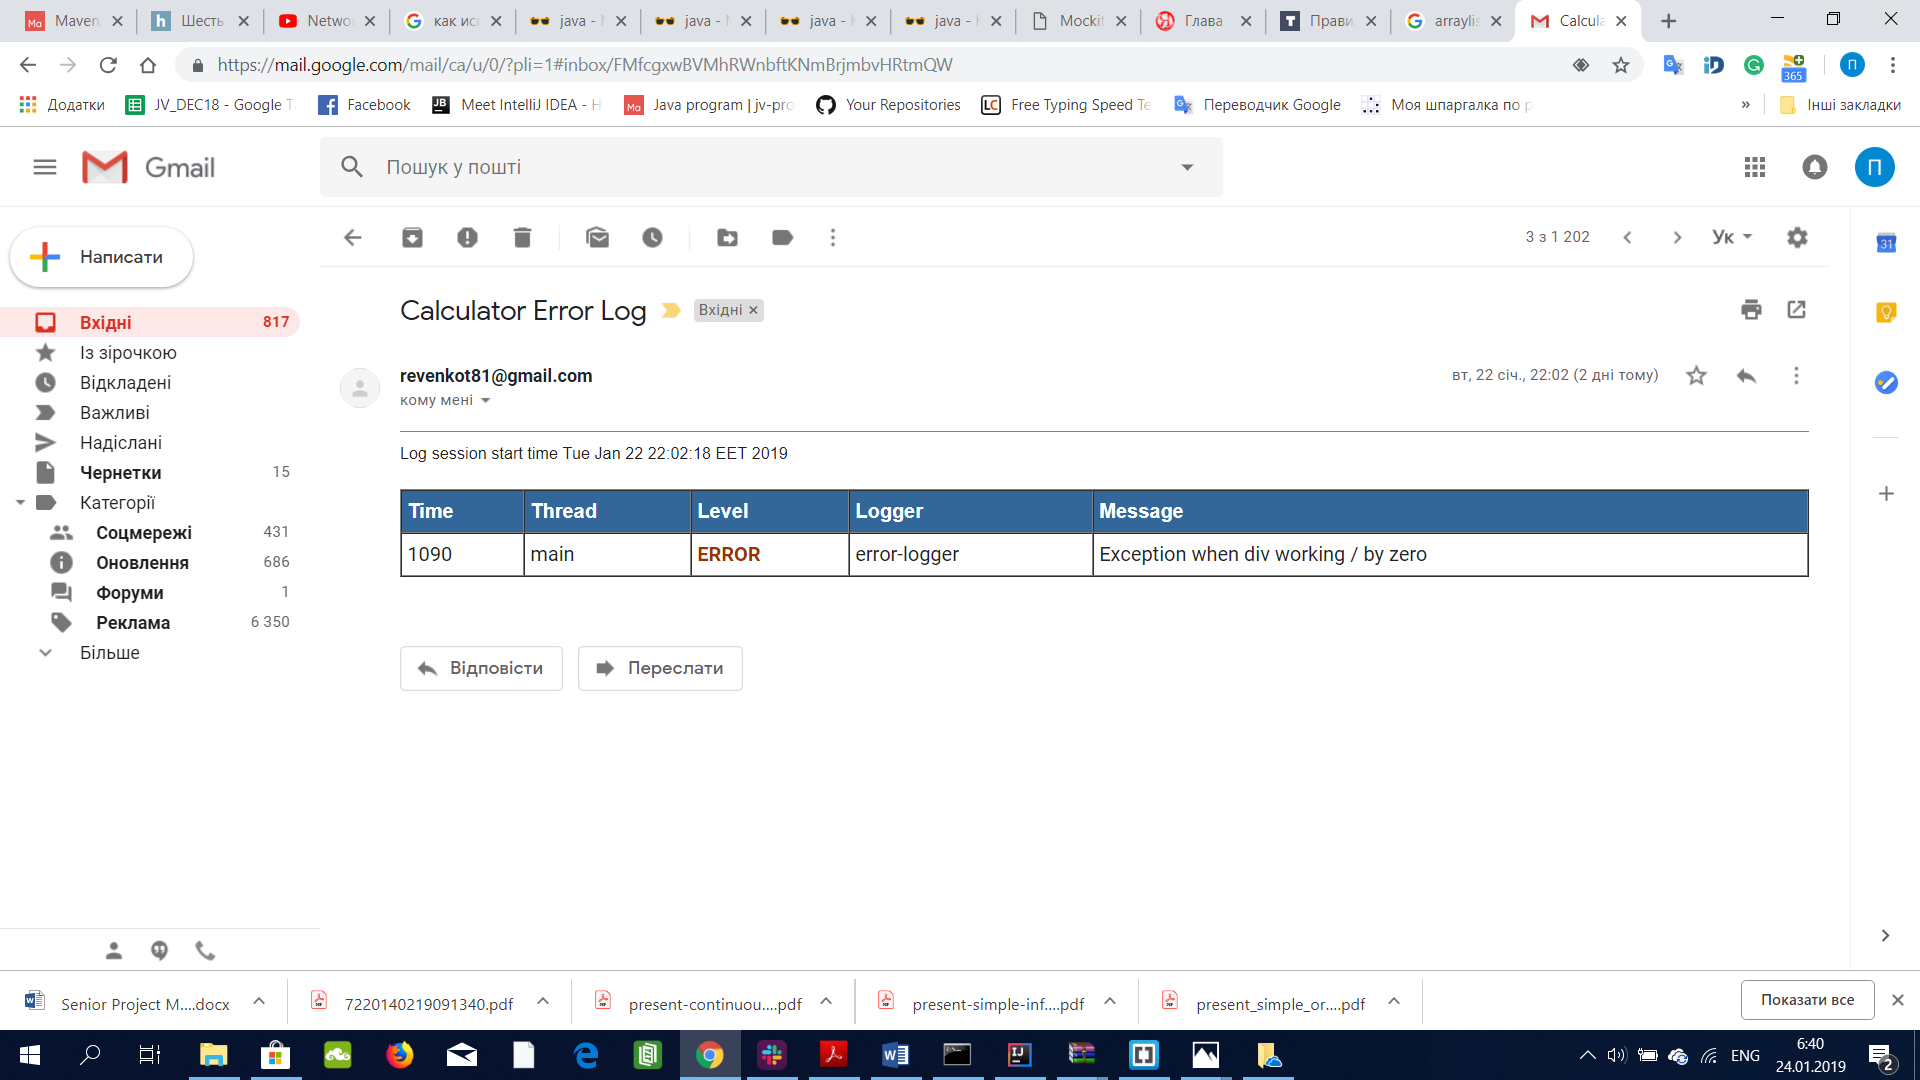 Maven
Шесть
Netwo
как исп
java -
java -
java -
java -
Mockit
Глава
Прави
arraylis
Calcula
https://mail.google.com/mail/ca/u/0/?pli=1#inbox/FMfcgxwBVMhRWnbftKNmBrjmbvHRtmQW
365
П
Додатки
JV_DEC18 - Google
Facebook
Meet IntelliJ IDEA -
Java program | jv-pro
Your Repositories
Free Typing Speed Te
Переводчик Google
Моя шпаргалка по
»
Інші закладки
Gmail
Пошук у пошті
П
Написати
3 з 1 202
Ук
31
Calculator Error Log
Вхідні
Вхідні 817
Із зірочкою
Відкладені
Важливі
Надіслані
Чернетки 15
Категорії
Соцмережі 431
Оновлення 686
Форуми 1
Реклама 6 350
Більше
revenkot81@gmail.com
вт, 22 січ., 22:02 (2 дні тому)
кому мені
Log session start time Tue Jan 22 22:02:18 EET 2019
Time Thread Level Logger Message
1090 main ERROR error-logger Exception when div working / by zero
Відповісти
Переслати
Senior Project M....docx
7220140219091340.pdf
present-continuou....pdf
present-simple-inf....pdf
present_simple_or....pdf
Показати все
ENG
6:40
24.01.2019
2